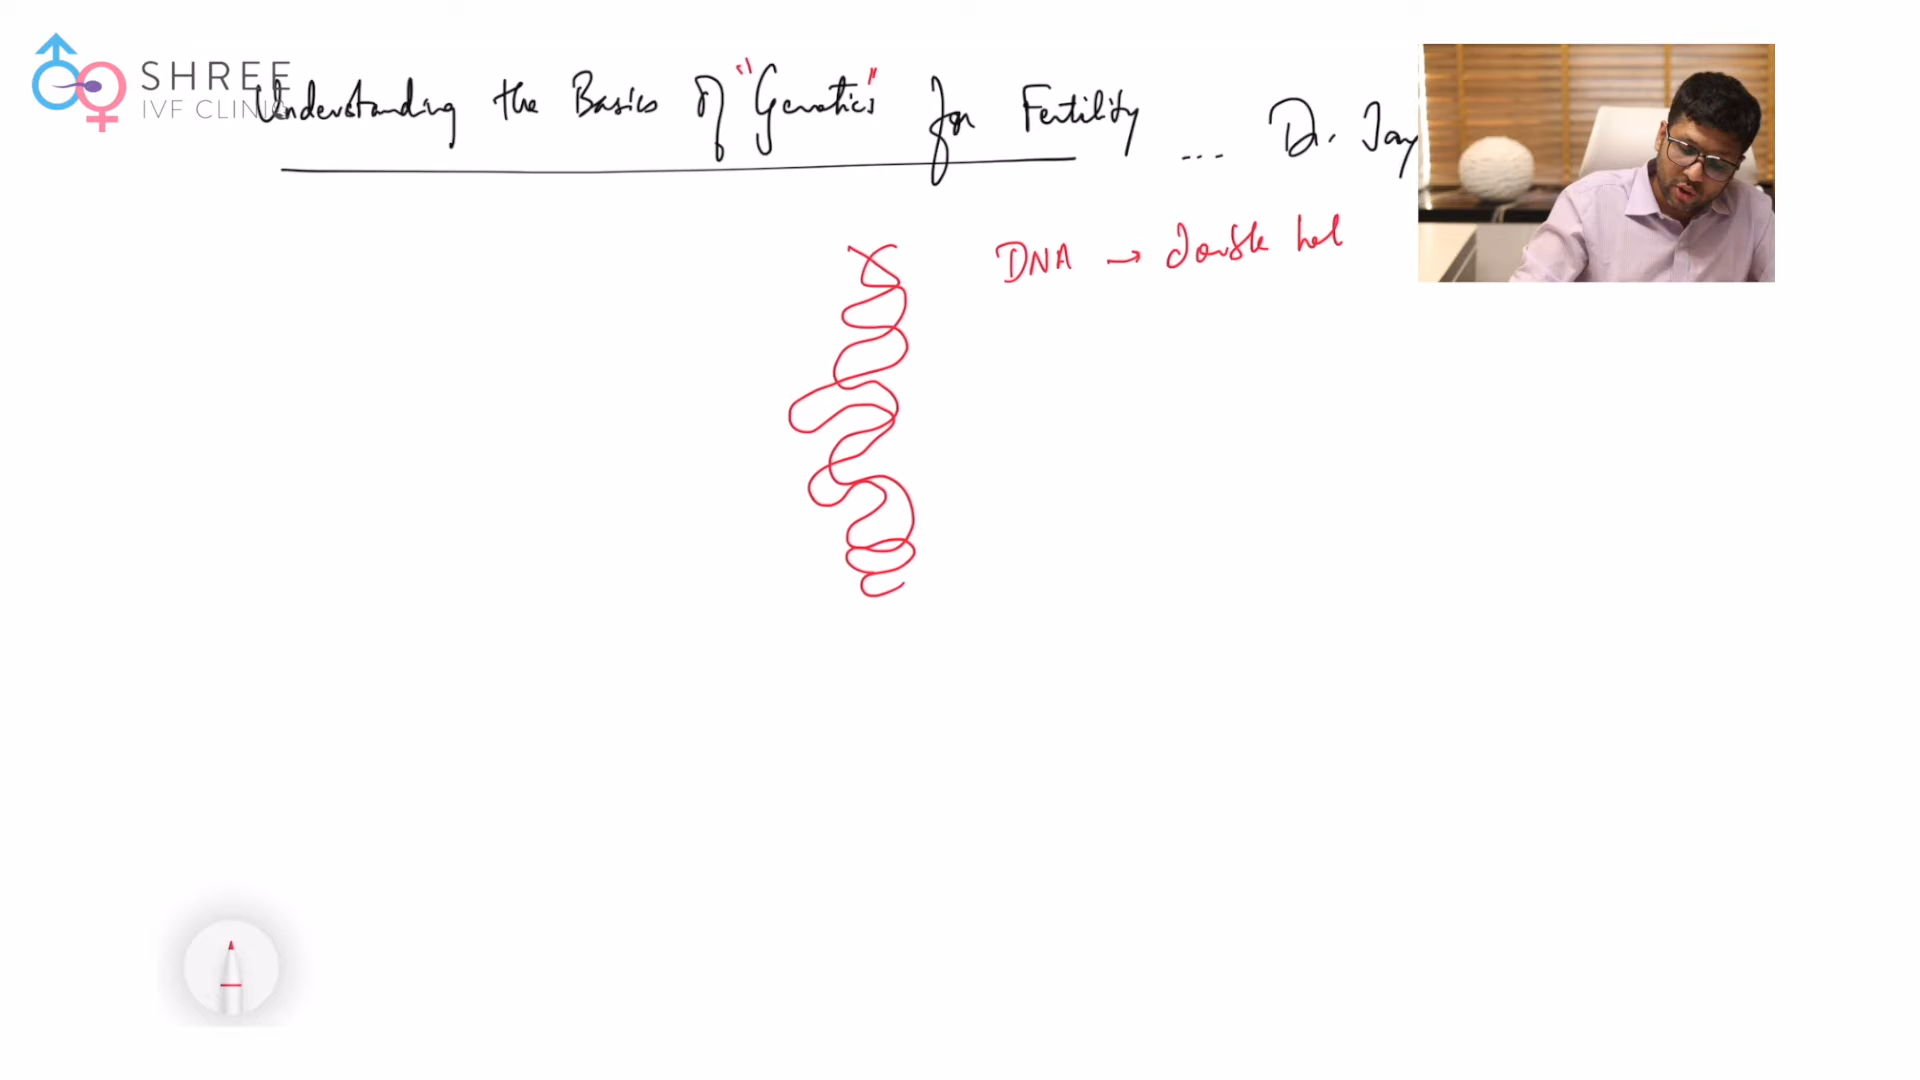 SHREE
IVF CLINIC
Understanding the Basics of "Genetics" for Fertility ... Dr. Jay
DNA → double hel